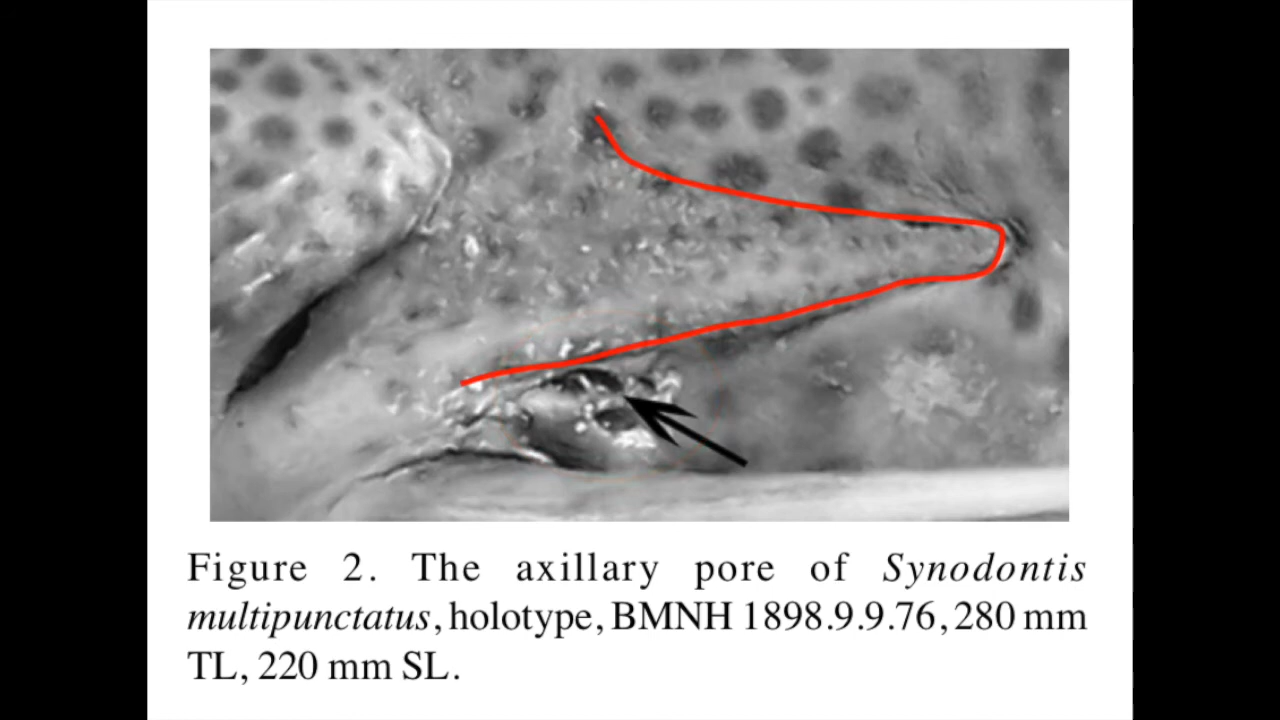 Figure 2. The axillary pore of Synodontis
multipunctatus, holotype, BMNH 1898.9.9.76, 280 mm
TL, 220 mm SL.